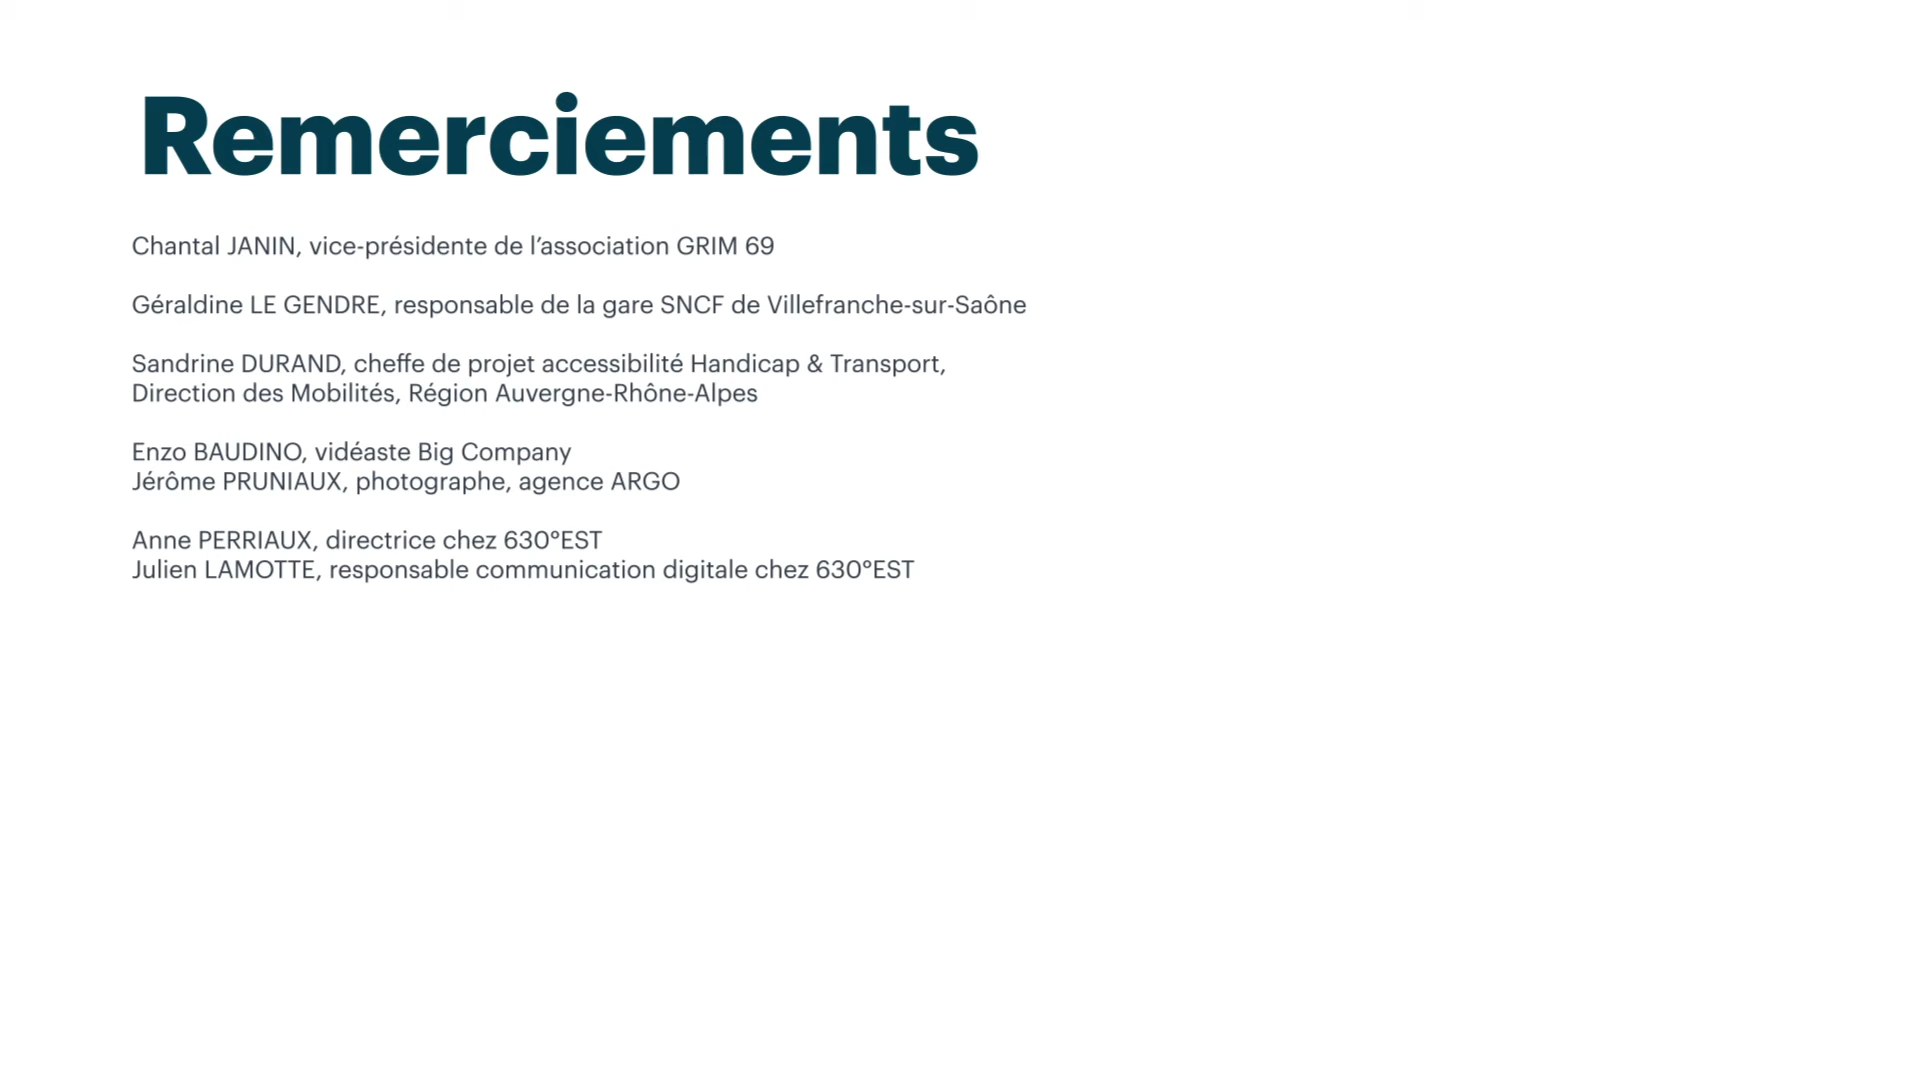 Remerciements
Chantal JANIN, vice-présidente de l’association GRIM 69
Géraldine LE GENDRE, responsable de la gare SNCF de Villefranche-sur-Saône
Sandrine DURAND, cheffe de projet accessibilité Handicap & Transport,
Direction des Mobilités, Région Auvergne-Rhône-Alpes
Enzo BAUDINO, vidéaste Big Company
Jérôme PRUNIAUX, photographe, agence ARGO
Anne PERRIAUX, directrice chez 630°EST
Julien LAMOTTE, responsable communication digitale chez 630°EST